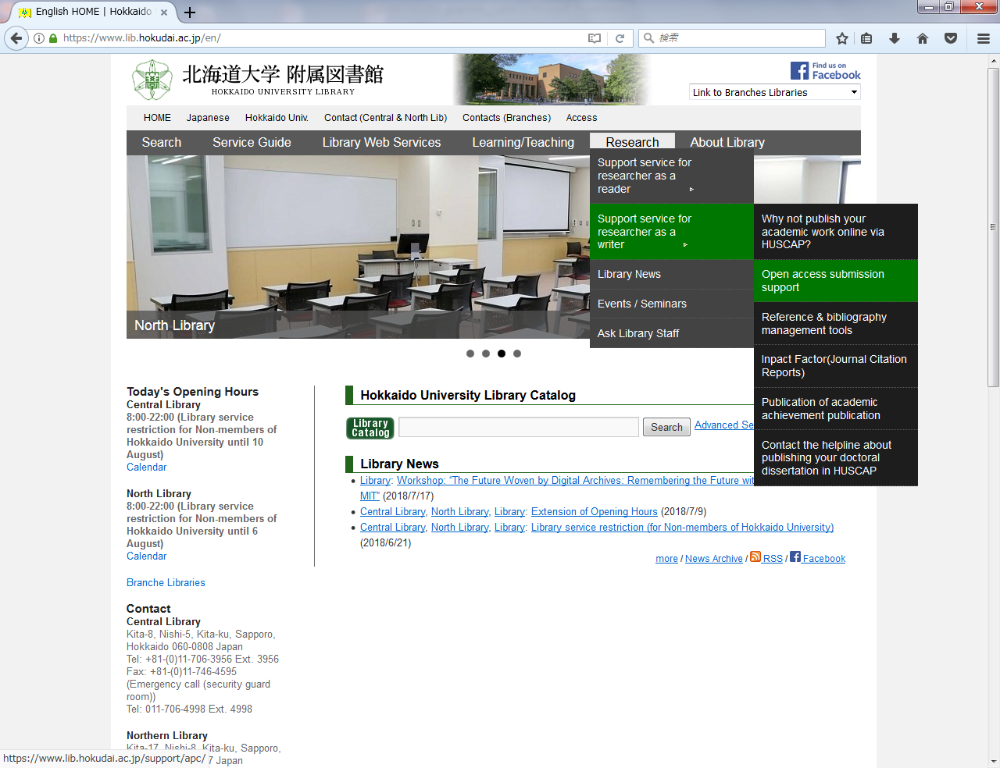 English HOME | Hokkaido
https://www.lib.hokudai.ac.jp/en/
検索
北海道大学 附属図書館
HOKKAIDO UNIVERSITY LIBRARY
Find us on
Facebook
Link to Branches Libraries
HOME Japanese Hokkaido Univ. Contact (Central & North Lib) Contacts (Branches) Access
Search Service Guide Library Web Services Learning/Teaching Research About Library
Support service for
researcher as a
reader
Support service for
researcher as a
writer
Library News
Events / Seminars
Ask Library Staff
Why not publish your
academic work online via
HUSCAP?
Open access submission
support
Reference & bibliography
management tools
Inpact Factor(Journal Citation
Reports)
Publication of academic
achievement publication
Contact the helpline about
publishing your doctoral
dissertation in HUSCAP
North Library
Today's Opening Hours
Central Library
8:00-22:00 (Library service
restriction for Non-members of
Hokkaido University until 10
August)
Calendar
North Library
8:00-22:00 (Library service
restriction for Non-members of
Hokkaido University until 6
August)
Calendar
Branche Libraries
Contact
Central Library
Kita-8, Nishi-5, Kita-ku, Sapporo,
Hokkaido 060-0808 Japan
Tel: +81-(0)11-706-3956 Ext. 3956
Fax: +81-(0)11-746-4595
(Emergency call (security guard
room))
Tel: 011-706-4998 Ext. 4998
Northern Library
Kita-17, Nishi-8, Kita-ku, Sapporo,
7 Japan
Hokkaido University Library Catalog
Library
Catalog
Search
Advanced Se
Library News
Library: Workshop: “The Future Woven by Digital Archives: Remembering the Future wit
MIT” (2018/7/17)
Central Library, North Library, Library: Extension of Opening Hours (2018/7/9)
Central Library, North Library, Library: Library service restriction (for Non-members of Hokkaido University)
(2018/6/21)
more / News Archive / RSS / Facebook
https://www.lib.hokudai.ac.jp/support/apc/